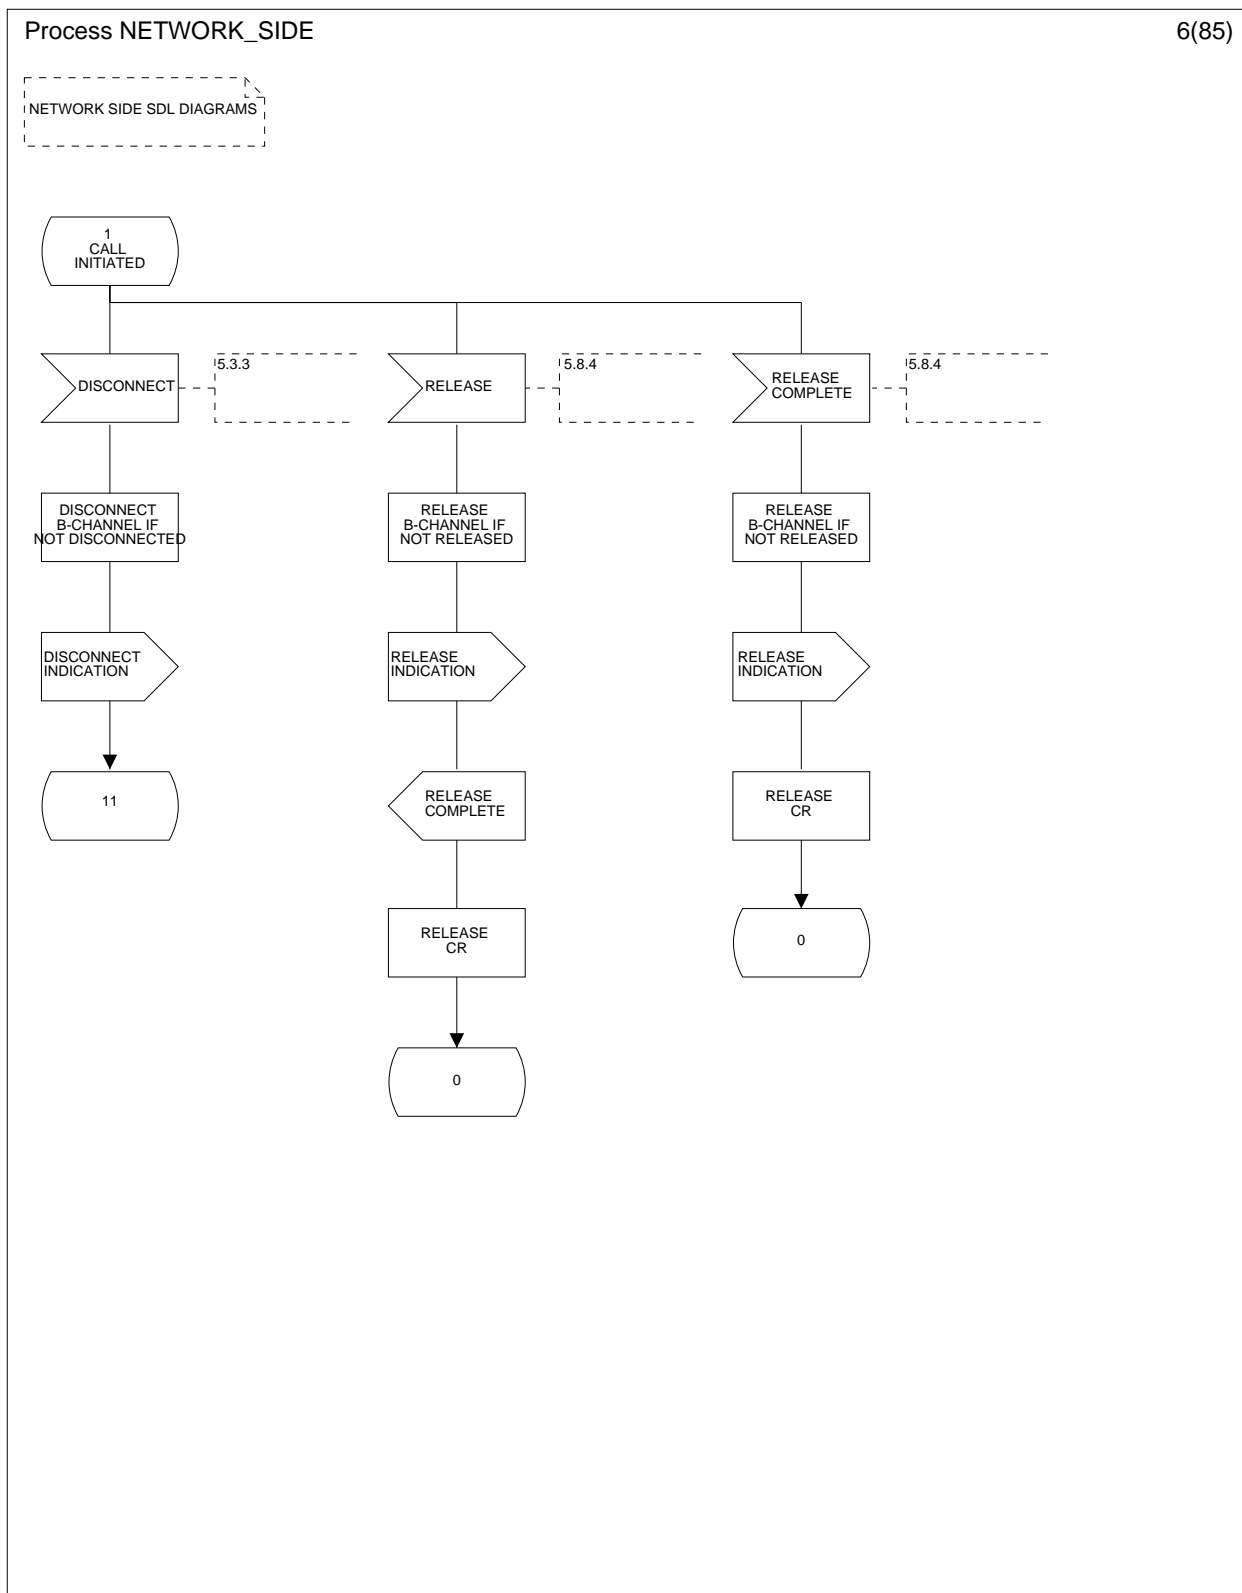 Process NETWORK_SIDE
6(85)
NETWORK SIDE SDL DIAGRAMS
1
CALL
INITIATED
DISCONNECT
5.3.3
RELEASE
5.8.4
RELEASE
COMPLETE
5.8.4
DISCONNECT
B-CHANNEL IF
NOT DISCONNECTED
RELEASE
B-CHANNEL IF
NOT RELEASED
RELEASE
B-CHANNEL IF
NOT RELEASED
DISCONNECT
INDICATION
RELEASE
INDICATION
RELEASE
INDICATION
11
RELEASE
COMPLETE
RELEASE
CR
RELEASE
CR
0
0